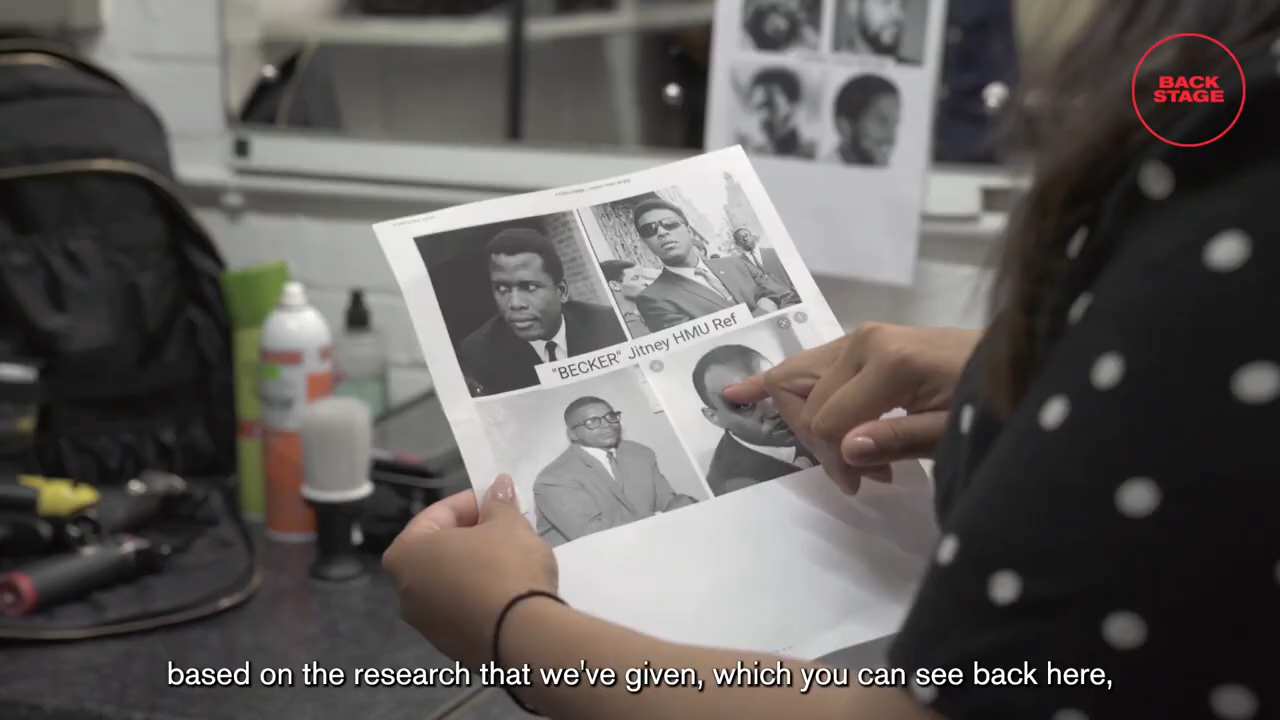 BACK
STAGE
"BECKER" Jitney HMU Ref
based on the research that we've given, which you can see back here,